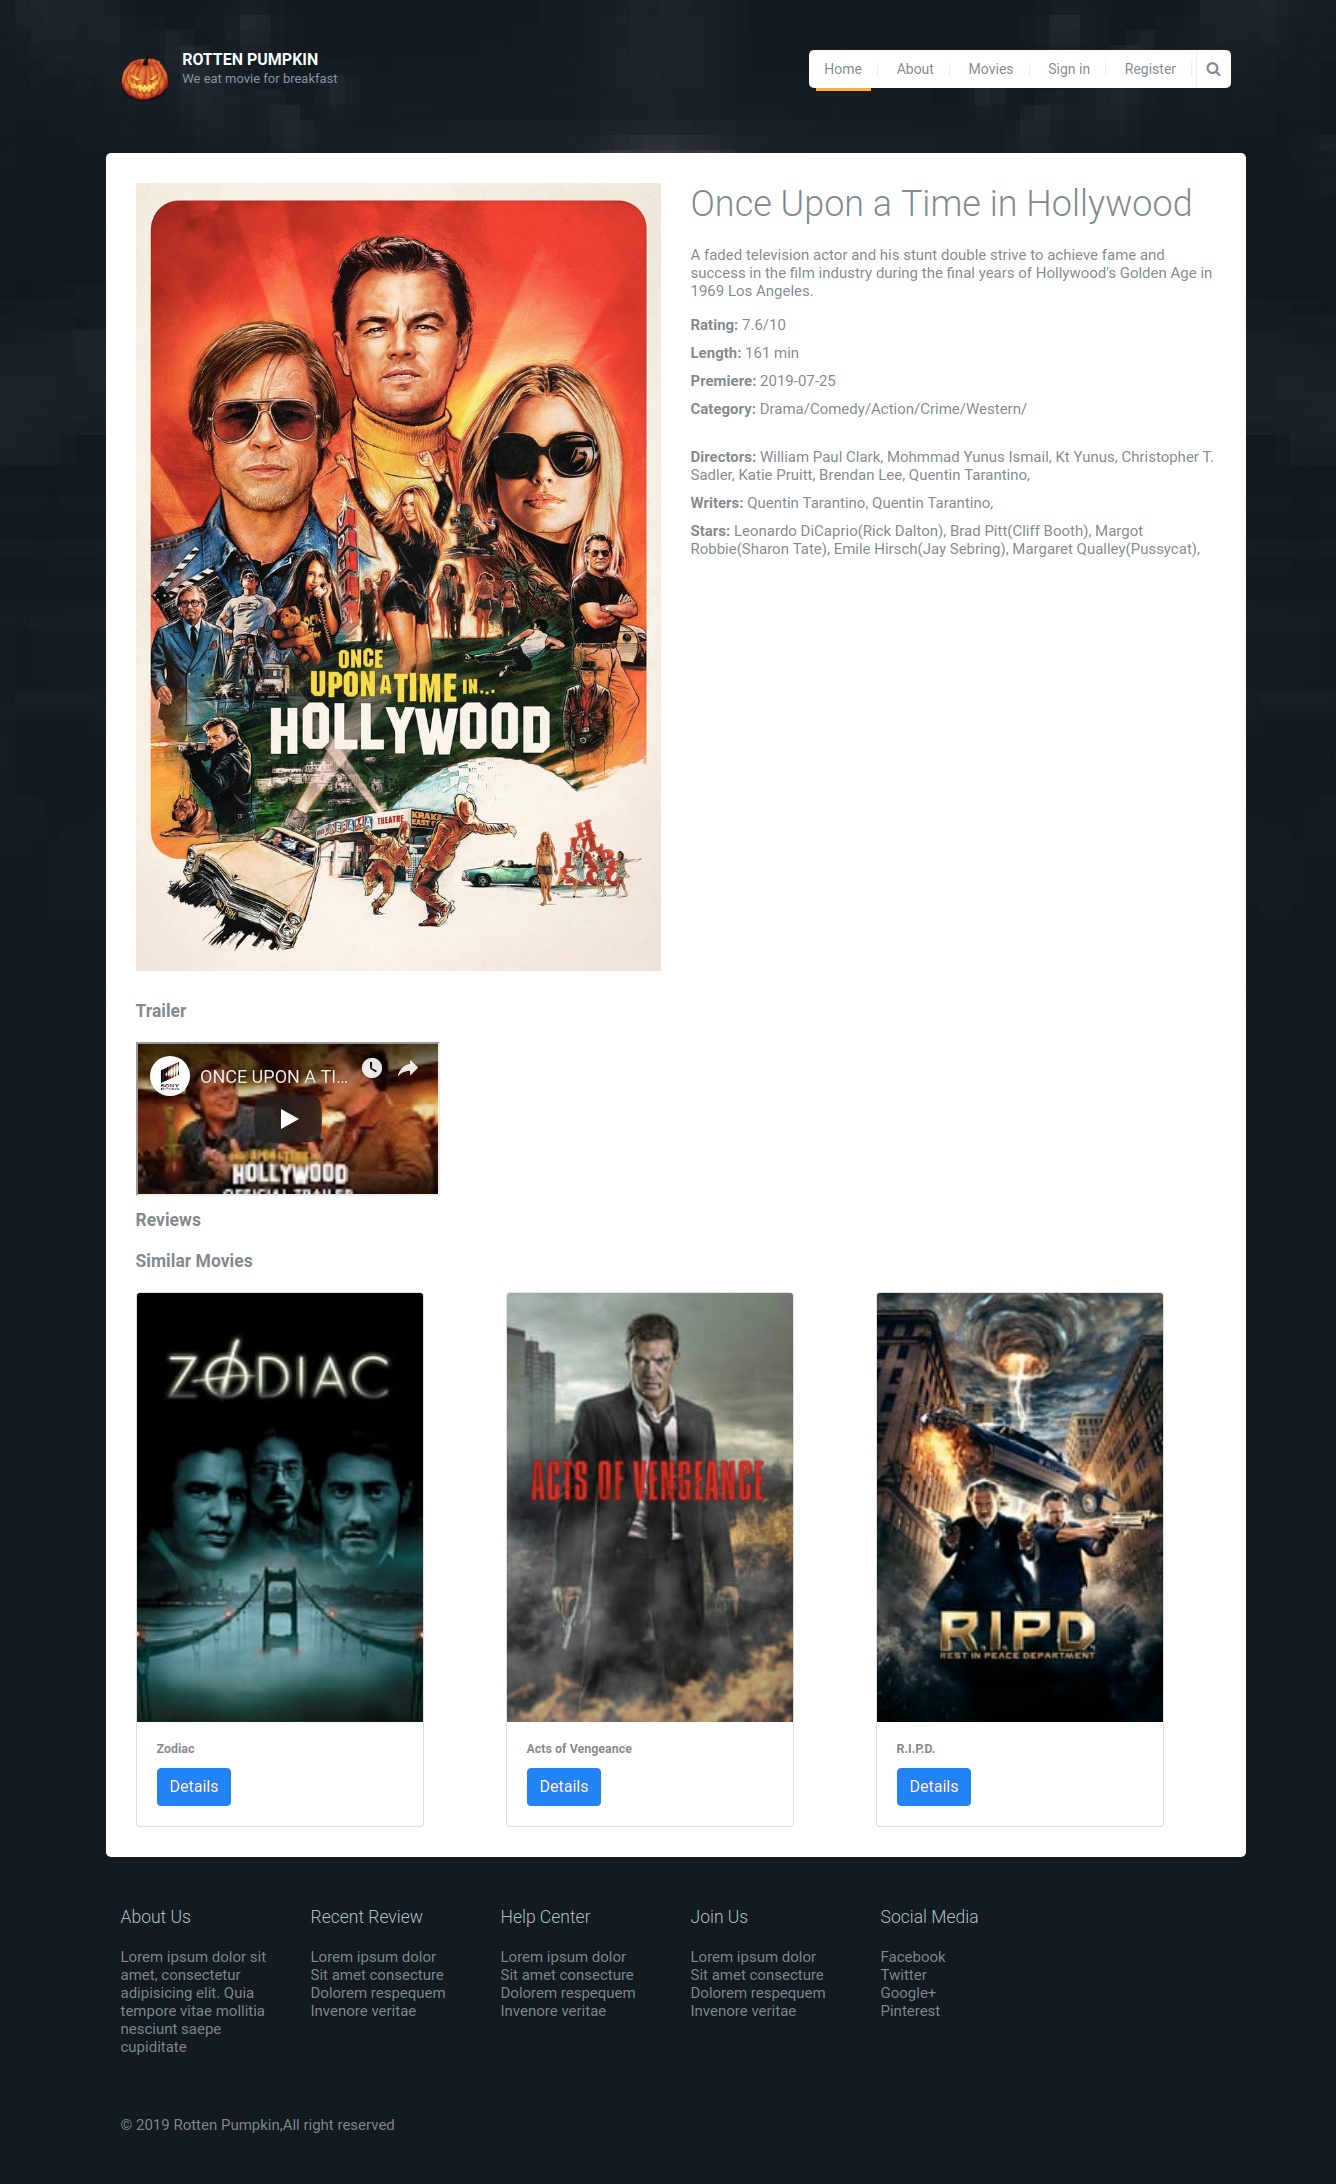 ROTTEN PUMPKIN
We eat movie for breakfast
Home About Movies Sign in Register
Once Upon a Time in Hollywood
A faded television actor and his stunt double strive to achieve fame and
success in the film industry during the final years of Hollywood's Golden Age in
1969 Los Angeles.
Rating: 7.6/10
Length: 161 min
Premiere: 2019-07-25
Category: Drama/Comedy/Action/Crime/Western/
Directors: William Paul Clark, Mohmmad Yunus Ismail, Kt Yunus, Christopher T.
Sadler, Katie Pruitt, Brendan Lee, Quentin Tarantino,
Writers: Quentin Tarantino, Quentin Tarantino,
Stars: Leonardo DiCaprio(Rick Dalton), Brad Pitt(Cliff Booth), Margot
Robbie(Sharon Tate), Emile Hirsch(Jay Sebring), Margaret Qualley(Pussycat),
ONCE
UPON A TIME IN...
HOLLYWOOD
THEATRE
Trailer
ONCE UPON A TI...
SONY
HOLLYWOOD
OFFICIAL TRAILER
Reviews
Similar Movies
ZODIAC
ACTS OF VENGEANCE
R.I.P.D.
REST IN PEACE DEPARTMENT
Zodiac
Details
Acts of Vengeance
Details
R.I.P.D.
Details
About Us
Lorem ipsum dolor sit
amet, consectetur
adipisicing elit. Quia
tempore vitae mollitia
nesciunt saepe
cupiditate
Recent Review
Lorem ipsum dolor
Sit amet consecture
Dolorem respequem
Invenore veritae
Help Center
Lorem ipsum dolor
Sit amet consecture
Dolorem respequem
Invenore veritae
Join Us
Lorem ipsum dolor
Sit amet consecture
Dolorem respequem
Invenore veritae
Social Media
Facebook
Twitter
Google+
Pinterest
© 2019 Rotten Pumpkin,All right reserved